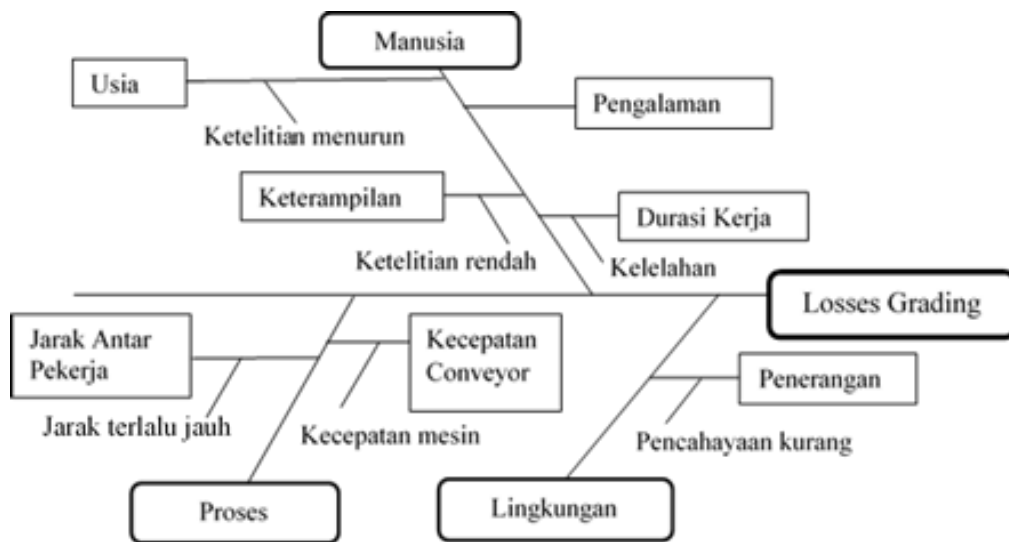 Manusia
Usia
Pengalaman
Ketelitian menurun
Keterampilan
Durasi Kerja
Ketelitian rendah
Kelelahan
Losses Grading
Jarak Antar
Pekerja
Kecepatan
Conveyor
Penerangan
Jarak terlalu jauh
Kecepatan mesin
Pencahayaan kurang
Proses
Lingkungan